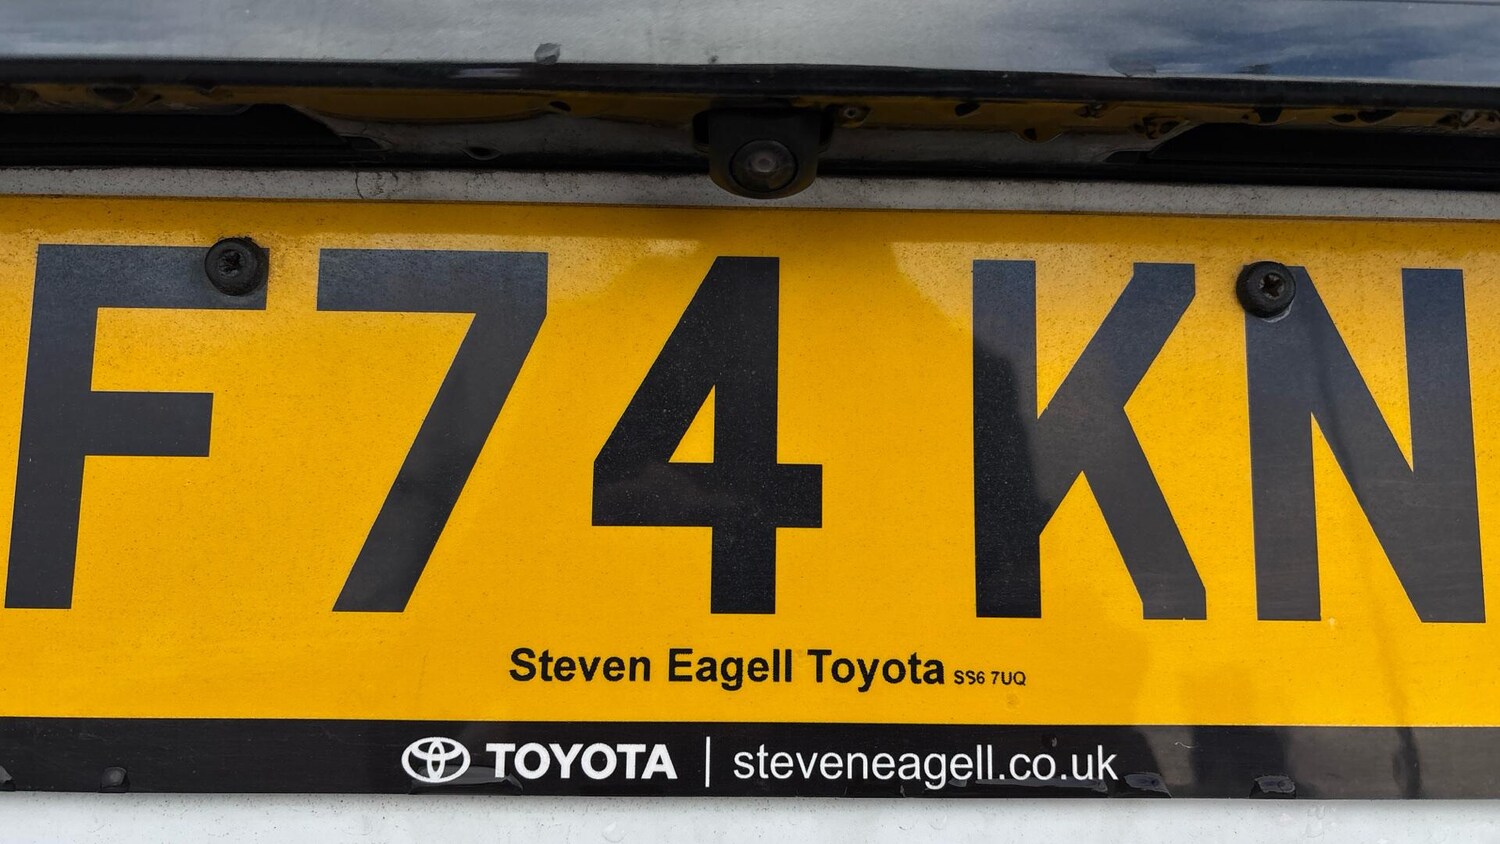 F74 KN
Steven Eagell Toyota SS6 7UQ
TOYOTA | steveneagell.co.uk